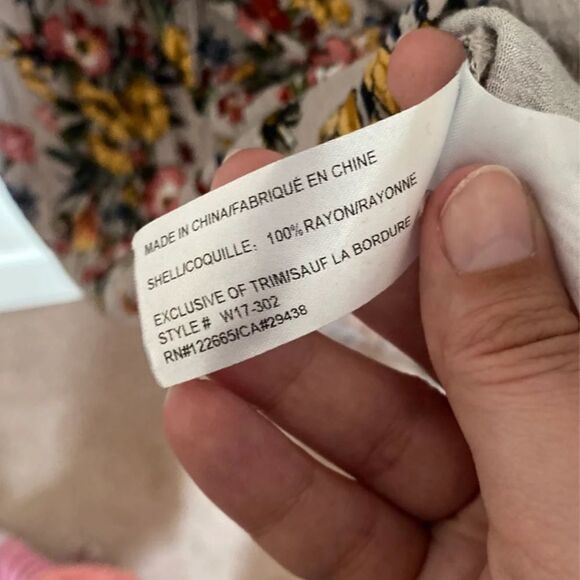 MADE IN CHINA/FABRIQUÉ EN CHINE
SHELL/COQUILLE: 100% RAYON/RAYONNE
EXCLUSIVE OF TRIM/SAUF LA BORDURE
STYLE # W17-302
RN#122665/CA#29438